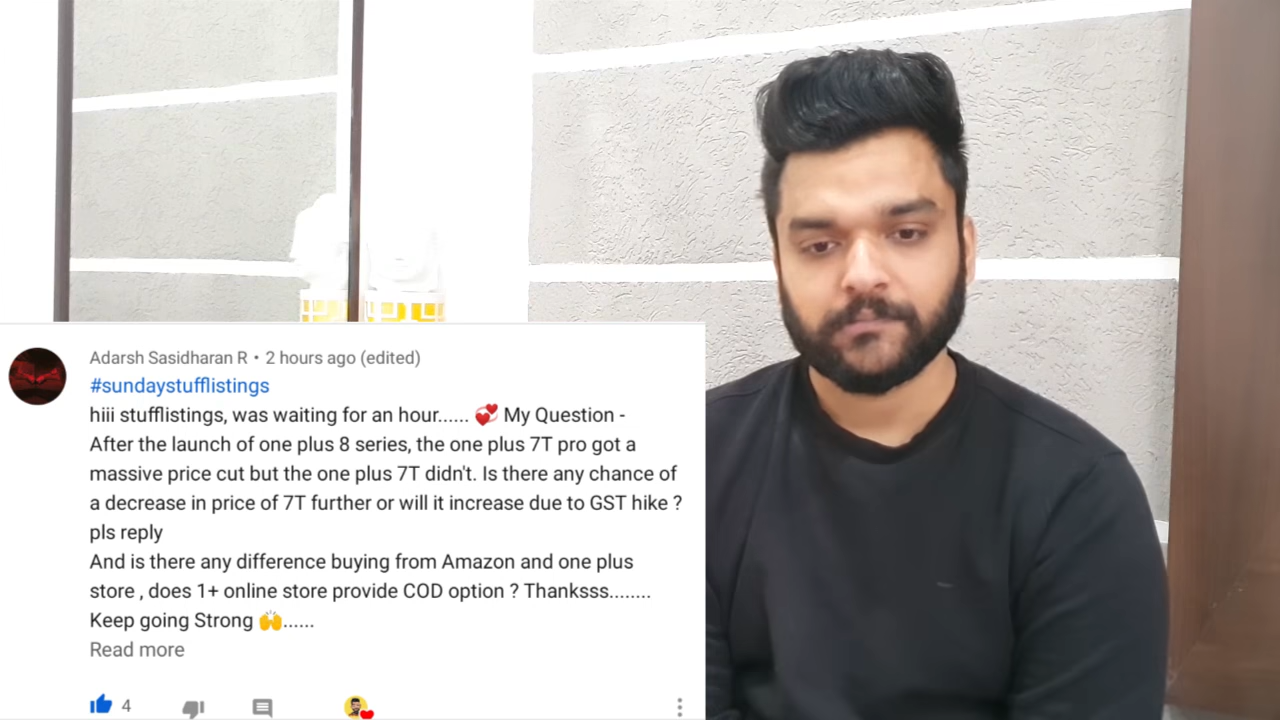 Adarsh Sasidharan R • 2 hours ago (edited)
#sundaystufflistings
hiii stufflistings, was waiting for an hour...... 💞 My Question -
After the launch of one plus 8 series, the one plus 7T pro got a
massive price cut but the one plus 7T didn't. Is there any chance of
a decrease in price of 7T further or will it increase due to GST hike ?
pls reply
And is there any difference buying from Amazon and one plus
store , does 1+ online store provide COD option ? Thanksss........
Keep going Strong 🙌......
Read more
4